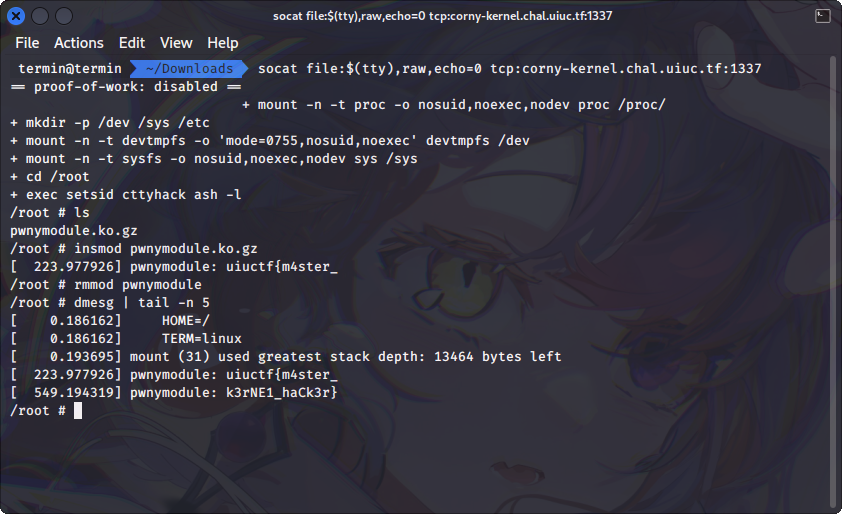 socat file:$(tty),raw,echo=0 tcp:corny-kernel.chal.uiuc.tf:1337
File Actions Edit View Help
termin@termin ~/Downloads socat file:$(tty),raw,echo=0 tcp:corny-kernel.chal.uiuc.tf:1337
== proof-of-work: disabled ==
+ mount -n -t proc -o nosuid,noexec,nodev proc /proc/
+ mkdir -p /dev /sys /etc
+ mount -n -t devtmpfs -o 'mode=0755,nosuid,noexec' devtmpfs /dev
+ mount -n -t sysfs -o nosuid,noexec,nodev sys /sys
+ cd /root
+ exec setsid cttyhack ash -l
/root # ls
pwnymodule.ko.gz
/root # insmod pwnymodule.ko.gz
[  223.977926] pwnymodule: uiuctf{m4ster_
/root # rmmod pwnymodule
/root # dmesg | tail -n 5
[    0.186162]     HOME=/
[    0.186162]     TERM=linux
[    0.193695] mount (31) used greatest stack depth: 13464 bytes left
[  223.977926] pwnymodule: uiuctf{m4ster_
[  549.194319] pwnymodule: k3rNE1_haCk3r}
/root #